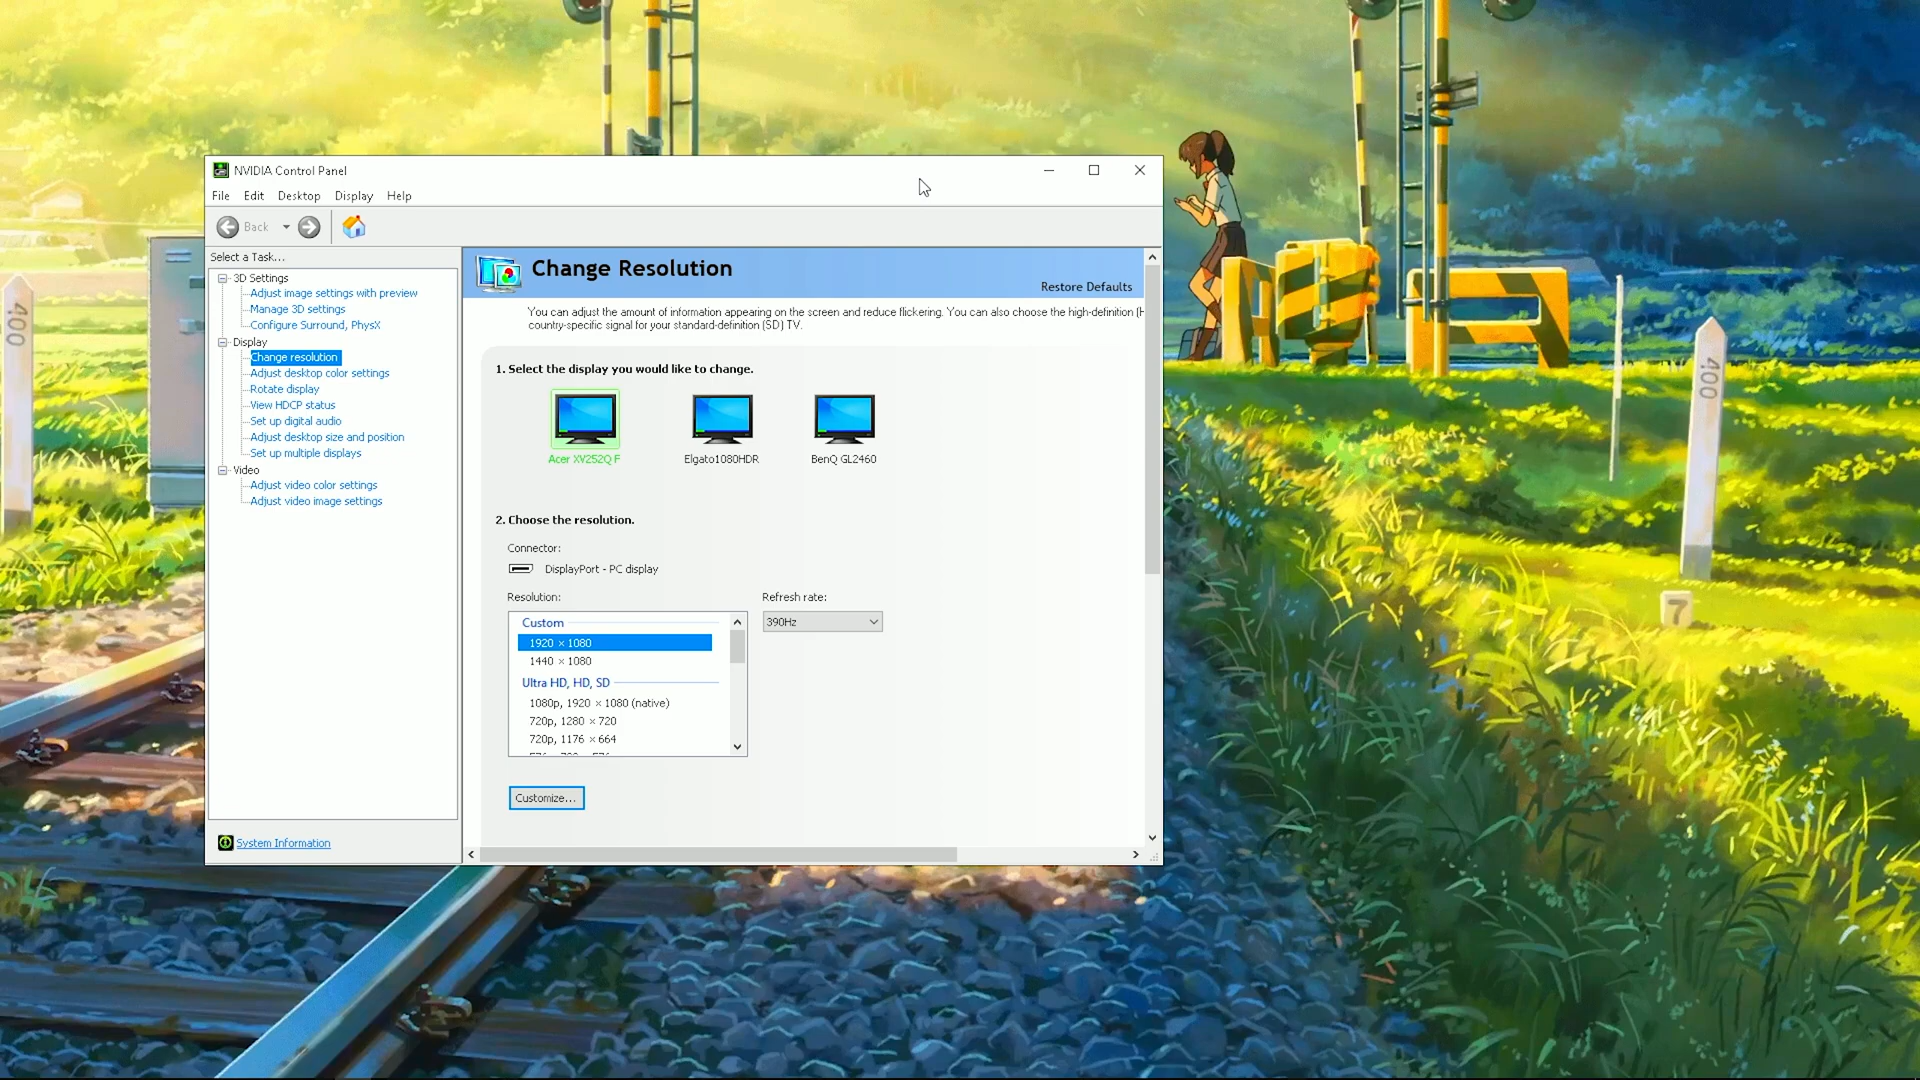 NVIDIA Control Panel
File Edit Desktop Display Help
Back
Select a Task...
3D Settings
Adjust image settings with preview
Manage 3D settings
Configure Surround, PhysX
Display
Change resolution
Adjust desktop color settings
Rotate display
View HDCP status
Set up digital audio
Adjust desktop size and position
Set up multiple displays
Video
Adjust video color settings
Adjust video image settings
System Information
Change Resolution
Restore Defaults
You can adjust the amount of information appearing on the screen and reduce flickering. You can also choose the high-definition (H
country-specific signal for your standard-definition (SD) TV.
1. Select the display you would like to change.
Acer XV252Q F Elgato1080HDR BenQ GL2460
2. Choose the resolution.
Connector:
DisplayPort - PC display
Resolution:
Refresh rate:
Custom
1920 × 1080
1440 × 1080
Ultra HD, HD, SD
1080p, 1920 × 1080 (native)
720p, 1280 × 720
720p, 1176 × 664
390Hz
Customize...
400
400
7